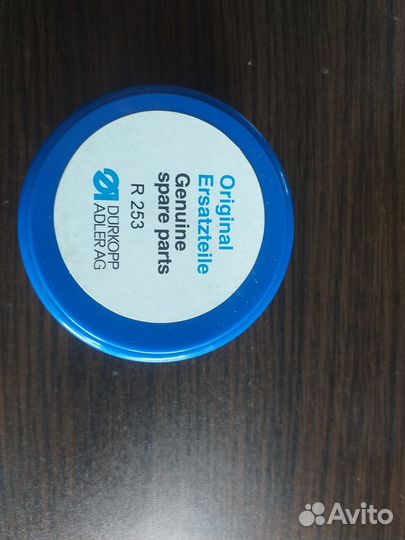 Original
Ersatzteile
Genuine
spare parts
R 253
DÜRKOPP
ADLER AG
Avito